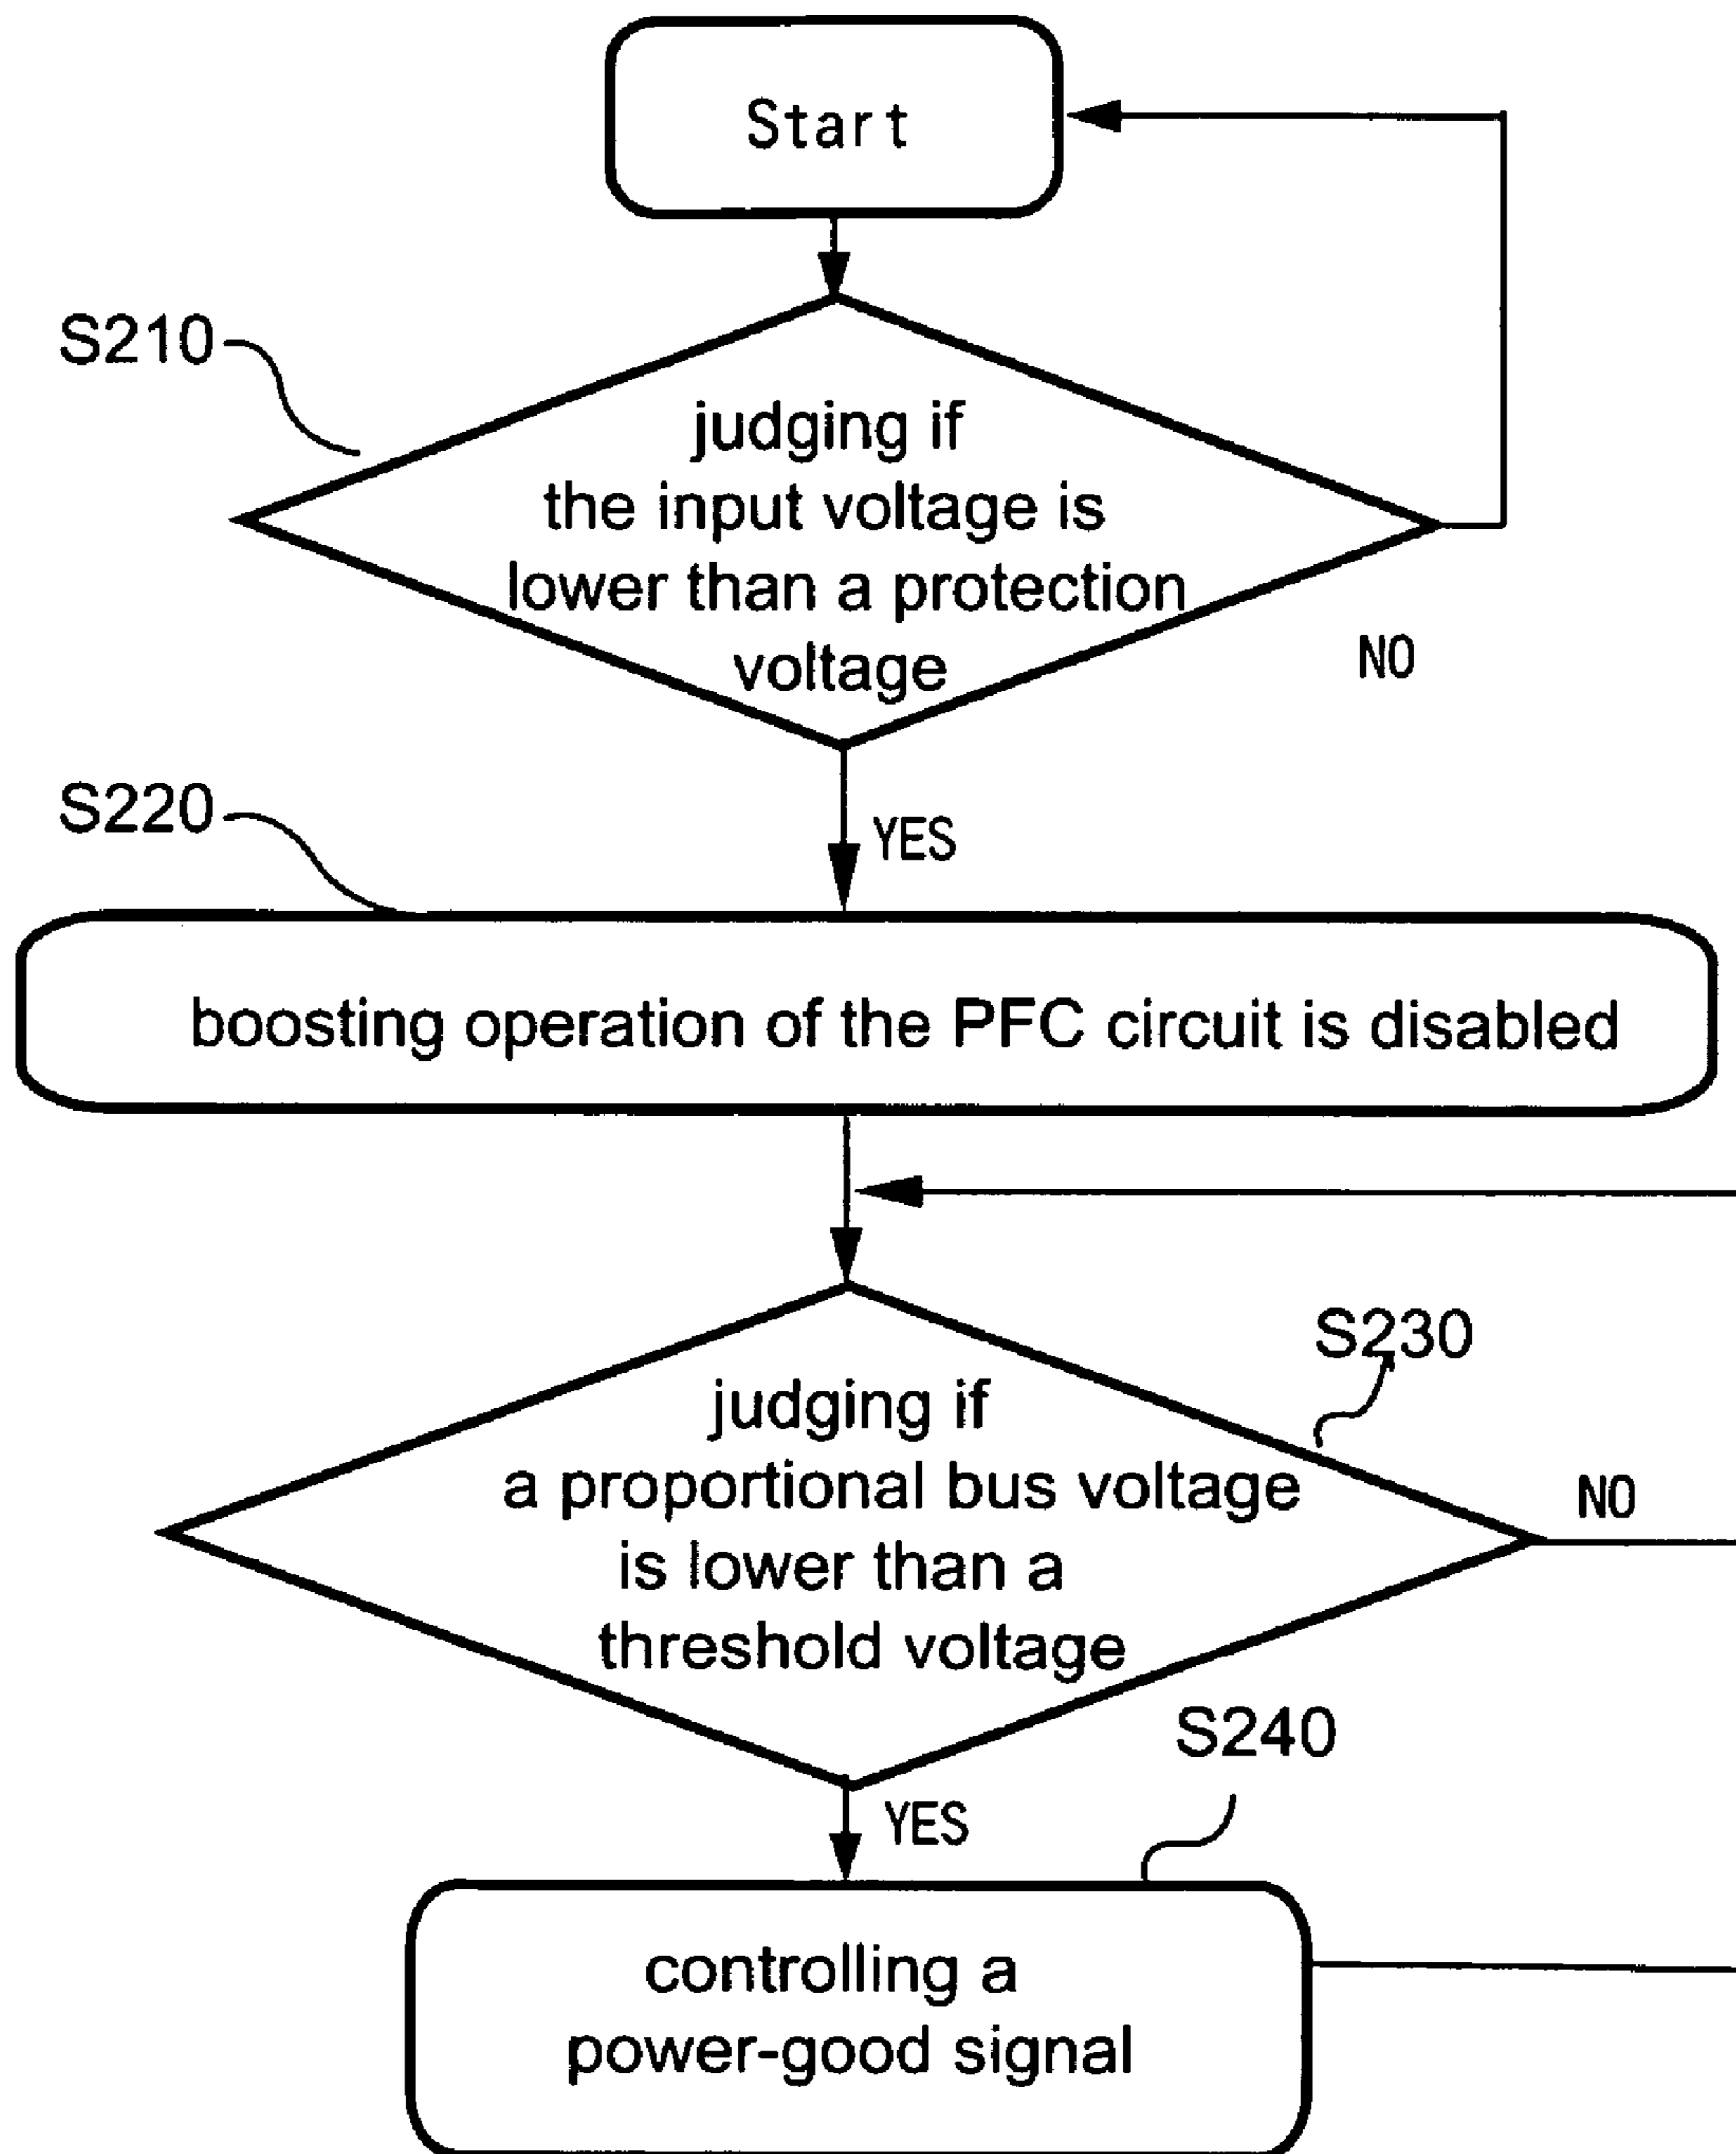 Start
S210
judging if
the input voltage is
lower than a protection
voltage
NO
S220
YES
boosting operation of the PFC circuit is disabled
S230
judging if
a proportional bus voltage
NO
is lower than a
threshold voltage
S240
YES
controlling a
power-good signal